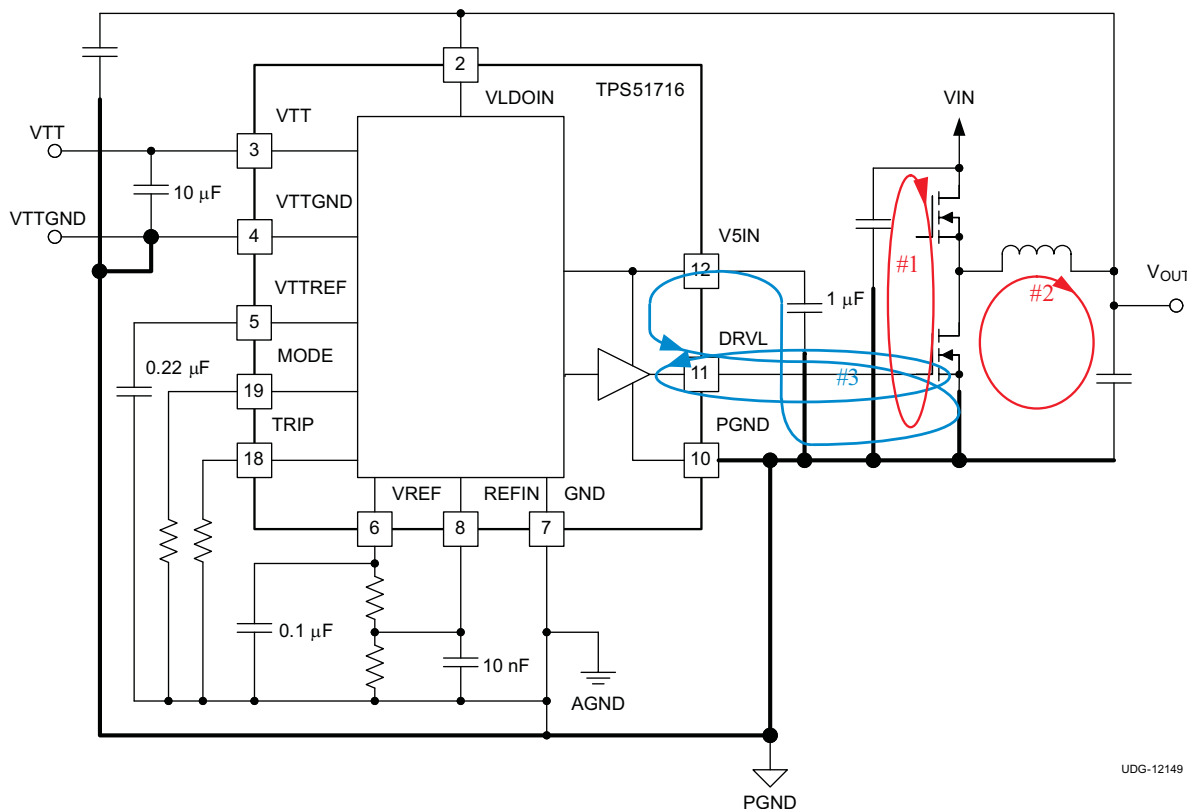 2
TPS51716
VLDOIN
VIN
VTT
VTT
3
10 μF
VTTGND
VTTGND
4
V5IN
12
#1
#2
VOUT
VTTREF
5
1 μF
DRVL
0.22 μF
MODE
11
#3
19
TRIP
PGND
18
10
VREF
REFIN
GND
6
8
7
0.1 μF
10 nF
AGND
UDG-12149
PGND